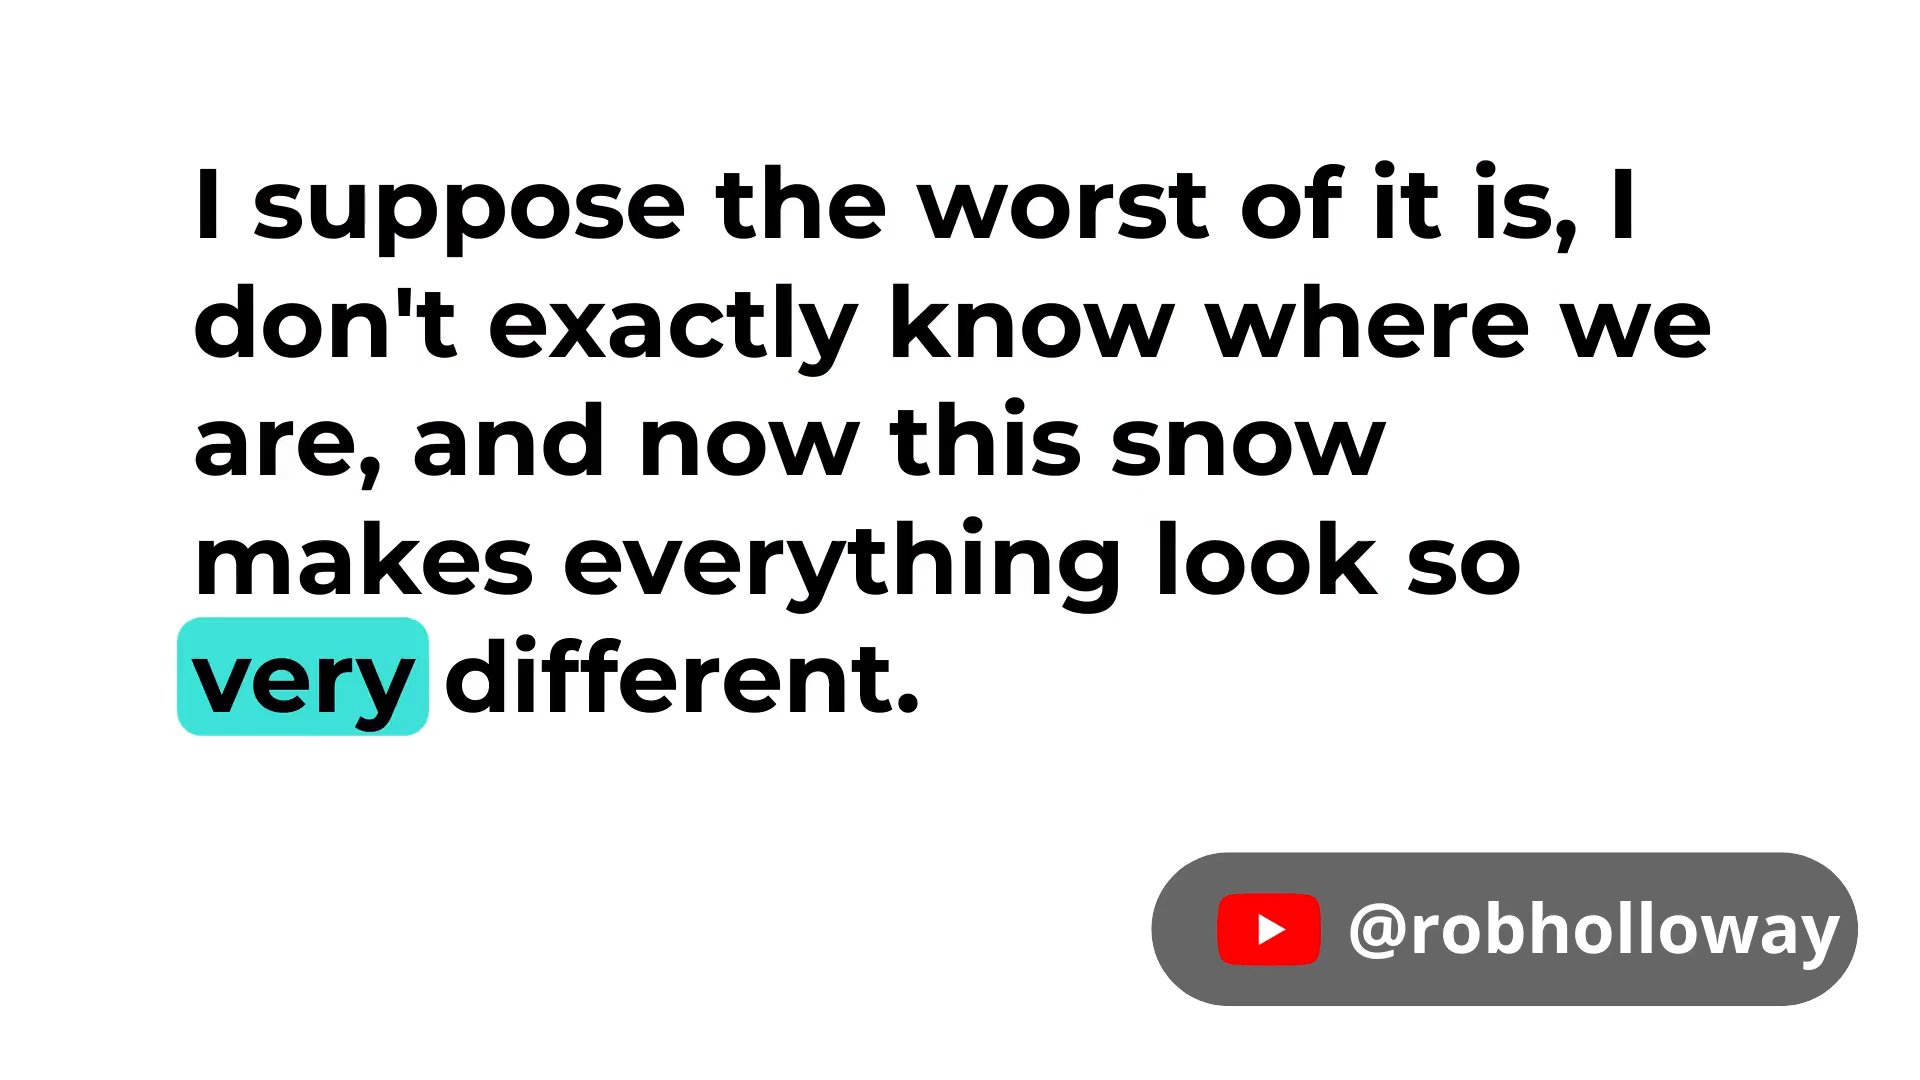 I suppose the worst of it is, I
don't exactly know where we
are, and now this snow
makes everything look so
very different.
@robholloway